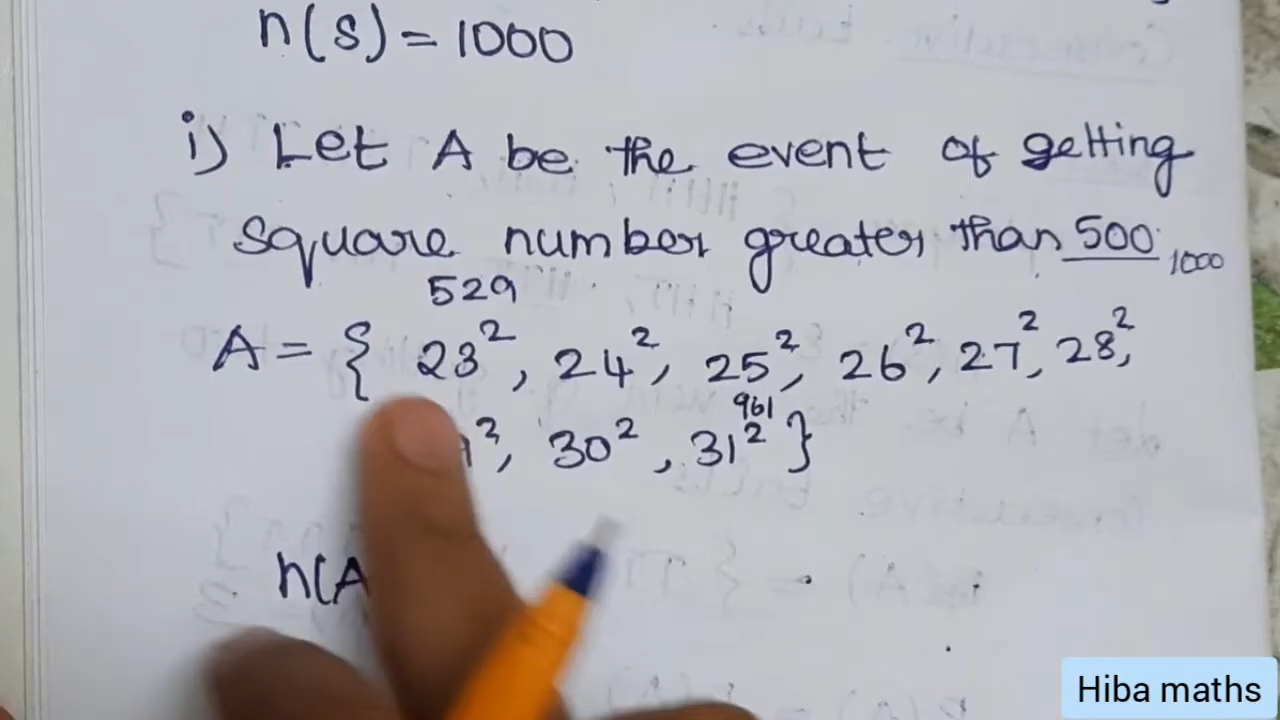 n(S) = 1000
i) Let A be the event of getting
square number greater than 500 1000
529
A = { 23², 24², 25², 26², 27², 28²,
961
², 30², 31² }
n(A
Hiba maths